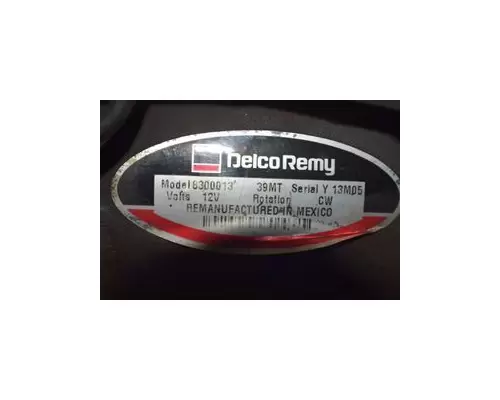 DelcoRemy
Model 8300013 39MT Serial Y 13MD5
Volts 12V Rotation CW
REMANUFACTURED IN MEXICO